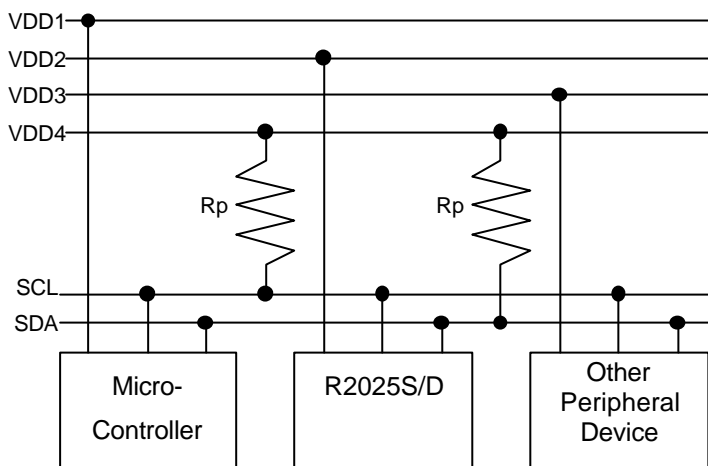 VDD1
VDD2
VDD3
VDD4
Rp
Rp
SCL
SDA
Micro-
Controller
R2025S/D
Other
Peripheral
Device